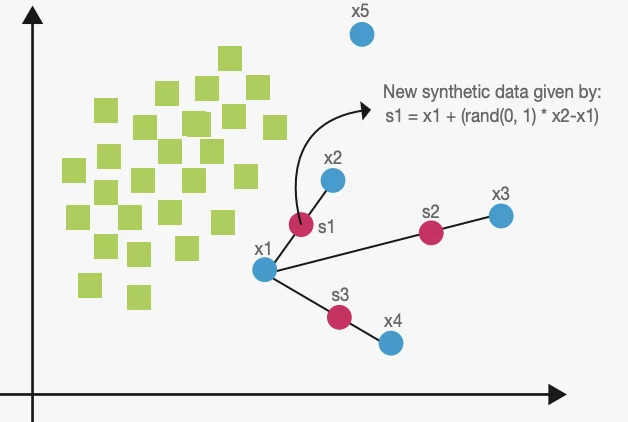 x5
New synthetic data given by:
s1 = x1 + (rand(0, 1) * x2-x1)
x2
x3
s2
s1
x1
s3
x4